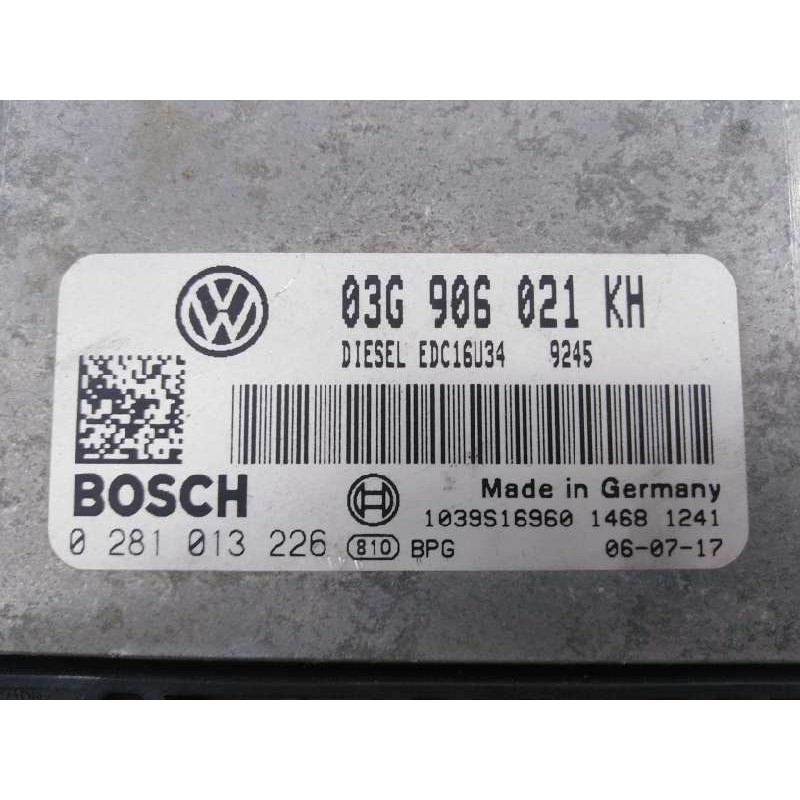 03G 906 021 KH
DIESEL EDC16U34 9245
BOSCH
Made in Germany
1039S16960 1468 1241
0 281 013 226 810 BPG 06-07-17